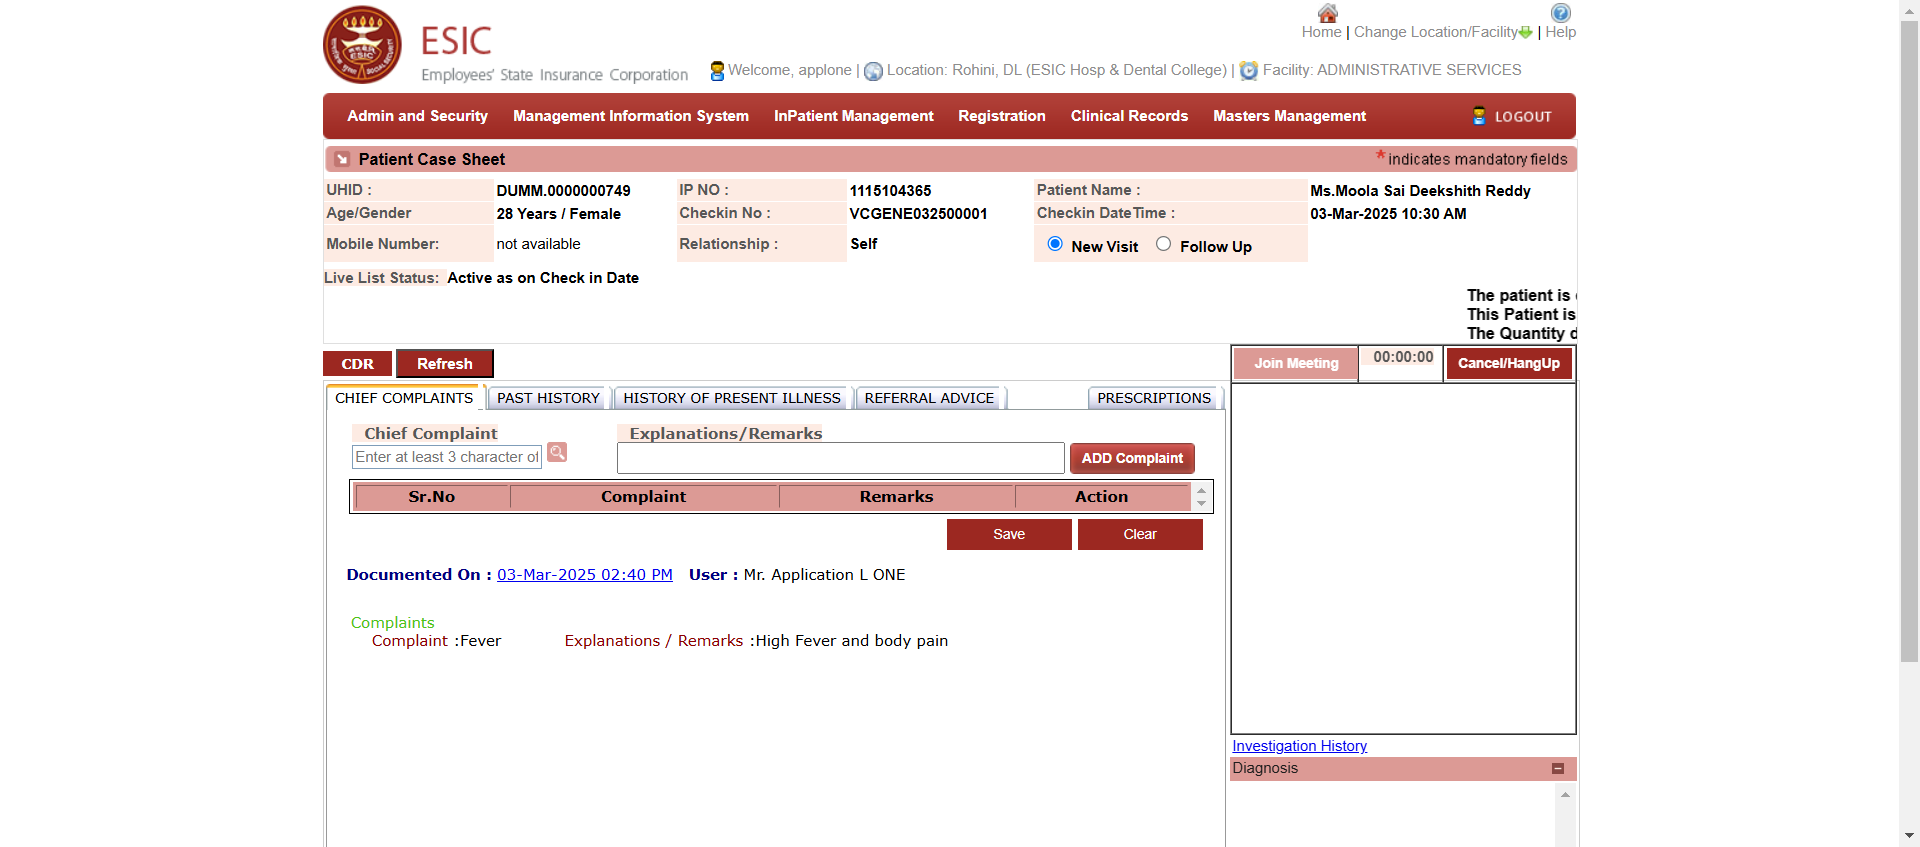 ESIC
Employees' State Insurance Corporation
Home | Change Location/Facility | Help
Welcome, applone | Location: Rohini, DL (ESIC Hosp & Dental College) | Facility: ADMINISTRATIVE SERVICES
Admin and Security Management Information System InPatient Management Registration Clinical Records Masters Management LOGOUT
Patient Case Sheet * indicates mandatory fields
UHID : DUMM.0000000749 IP NO : 1115104365 Patient Name : Ms.Moola Sai Deekshith Reddy
Age/Gender 28 Years / Female Checkin No : VCGENE032500001 Checkin DateTime : 03-Mar-2025 10:30 AM
Mobile Number: not available Relationship : Self New Visit Follow Up
Live List Status: Active as on Check in Date
The patient is
This Patient is
The Quantity
CDR Refresh Join Meeting 00:00:00 Cancel/HangUp
CHIEF COMPLAINTS PAST HISTORY HISTORY OF PRESENT ILLNESS REFERRAL ADVICE PRESCRIPTIONS
Chief Complaint Explanations/Remarks
Enter at least 3 character of ADD Complaint
Sr.No Complaint Remarks Action
Save Clear
Documented On : 03-Mar-2025 02:40 PM User : Mr. Application L ONE
Complaints
Complaint :Fever Explanations / Remarks :High Fever and body pain
Investigation History
Diagnosis